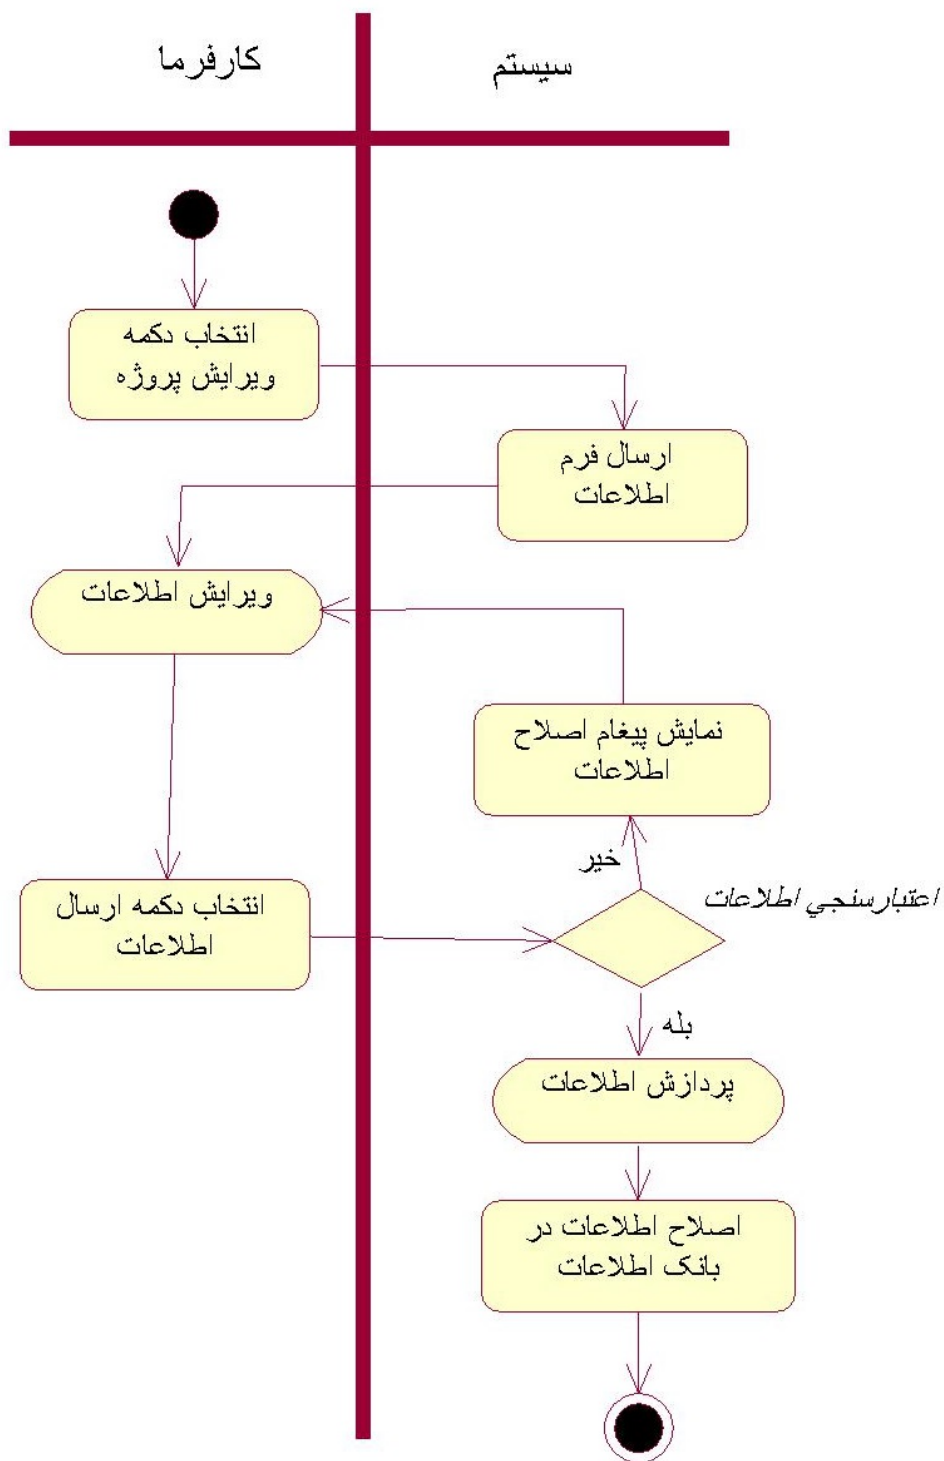 کارفرما
سیستم
انتخاب دکمه
ویرایش پروژه
ارسال فرم
اطلاعات
ویرایش اطلاعات
نمایش پیغام اصلاح
اطلاعات
خیر
اعتبارسنجي اطلاعات
انتخاب دکمه ارسال
اطلاعات
بله
پردازش اطلاعات
اصلاح اطلاعات در
بانک اطلاعات